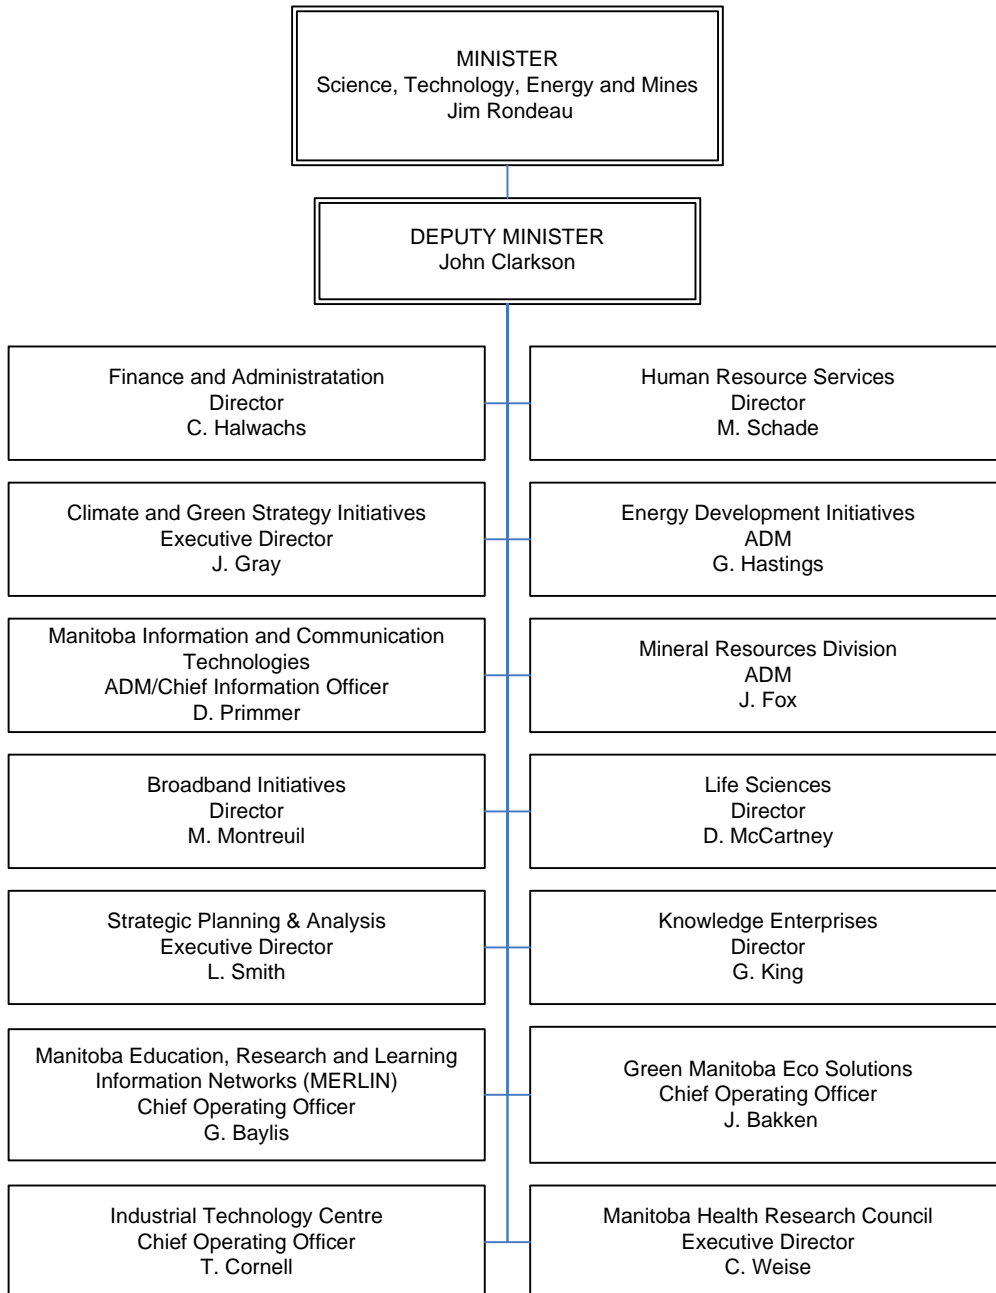 MINISTER
Science, Technology, Energy and Mines
Jim Rondeau
DEPUTY MINISTER
John Clarkson
Finance and Administratation
Director
C. Halwachs
Human Resource Services
Director
M. Schade
Climate and Green Strategy Initiatives
Executive Director
J. Gray
Energy Development Initiatives
ADM
G. Hastings
Manitoba Information and Communication
Technologies
ADM/Chief Information Officer
D. Primmer
Mineral Resources Division
ADM
J. Fox
Broadband Initiatives
Director
M. Montreuil
Life Sciences
Director
D. McCartney
Strategic Planning & Analysis
Executive Director
L. Smith
Knowledge Enterprises
Director
G. King
Manitoba Education, Research and Learning
Information Networks (MERLIN)
Chief Operating Officer
G. Baylis
Green Manitoba Eco Solutions
Chief Operating Officer
J. Bakken
Industrial Technology Centre
Chief Operating Officer
T. Cornell
Manitoba Health Research Council
Executive Director
C. Weise